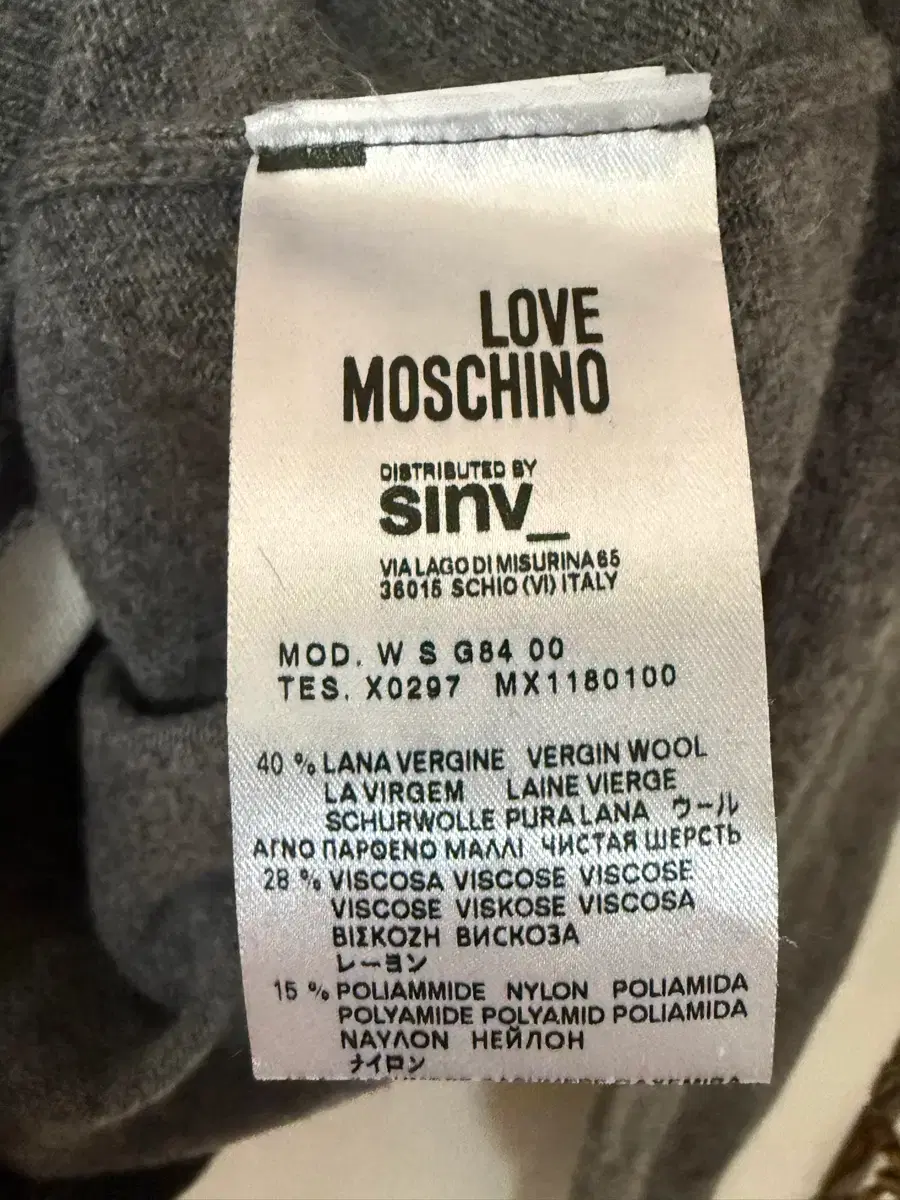 LOVE
MOSCHINO
DISTRIBUTED BY
sinv_
VIA LAGO DI MISURINA 65
36015 SCHIO (VI) ITALY
MOD. W S G84 00
TES. X0297 MX1180100
40 % LANA VERGINE VERGIN WOOL
LA VIRGEM LAINE VIERGE
SCHURWOLLE PURA LANA ウール
ΑΓΝΟ ΠΑΡΘΕΝΟ ΜΑΛΛΙ ЧИСТАЯ ШЕРСТЬ
28 % VISCOSA VISCOSE VISCOSE
VISCOSE VISKOSE VISCOSA
ΒΙΣΚΟΖΗ ВИСКОЗА
レーヨン
15 % POLIAMMIDE NYLON POLIAMIDA
POLYAMIDE POLYAMID POLIAMIDA
ΝΑΥΛΟΝ НЕЙЛОН
ナイロン